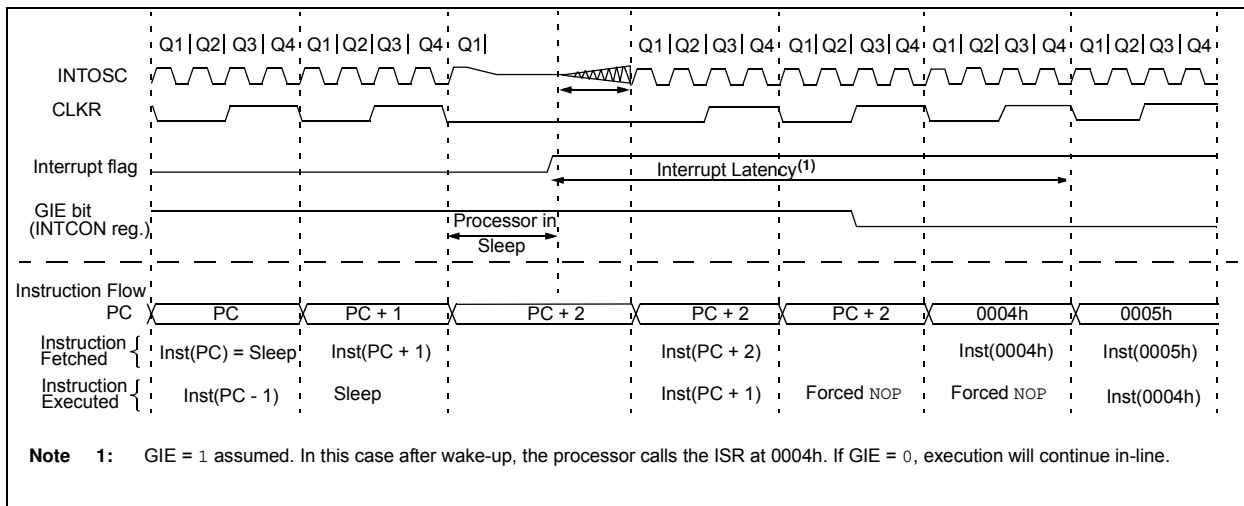 Q1| Q2| Q3| Q4 Q1| Q2| Q3| Q4 Q1| Q1| Q2| Q3| Q4 Q1| Q2| Q3| Q4 Q1| Q2| Q3| Q4 Q1| Q2| Q3| Q4
INTOSC
CLKR
Interrupt flag
Interrupt Latency(1)
GIE bit
(INTCON reg.)
Processor in
Sleep
Instruction Flow
PC PC PC + 1 PC + 2 PC + 2 PC + 2 0004h 0005h
Instruction
Fetched { Inst(PC) = Sleep Inst(PC + 1) Inst(PC + 2) Inst(0004h) Inst(0005h)
Instruction
Executed { Inst(PC - 1) Sleep Inst(PC + 1) Forced NOP Forced NOP Inst(0004h)
Note 1: GIE = 1 assumed. In this case after wake-up, the processor calls the ISR at 0004h. If GIE = 0, execution will continue in-line.